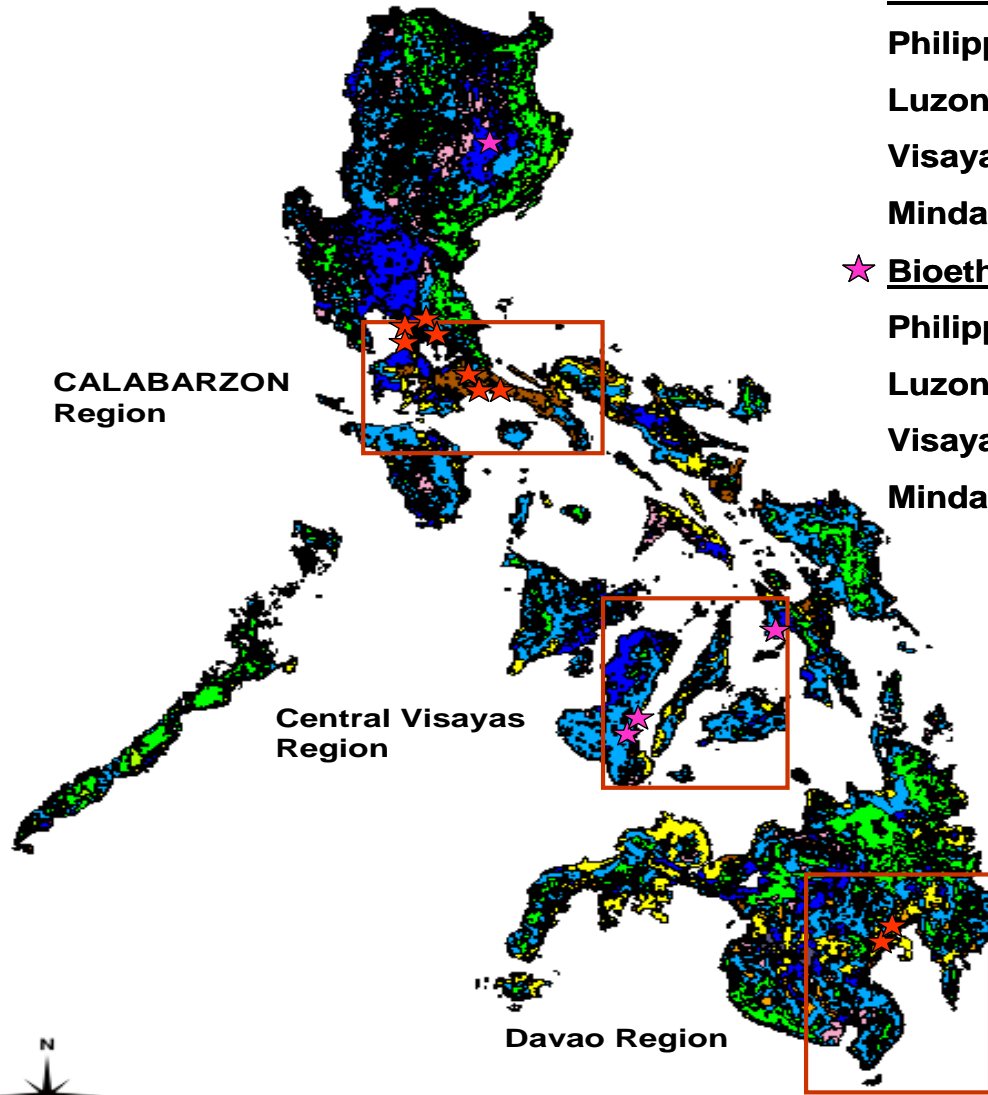 Philipp
Luzon
Visaya
Minda
Bioeth
Philipp
Luzon
Visaya
Minda
CALABARZON
Region
Central Visayas
Region
Davao Region
N